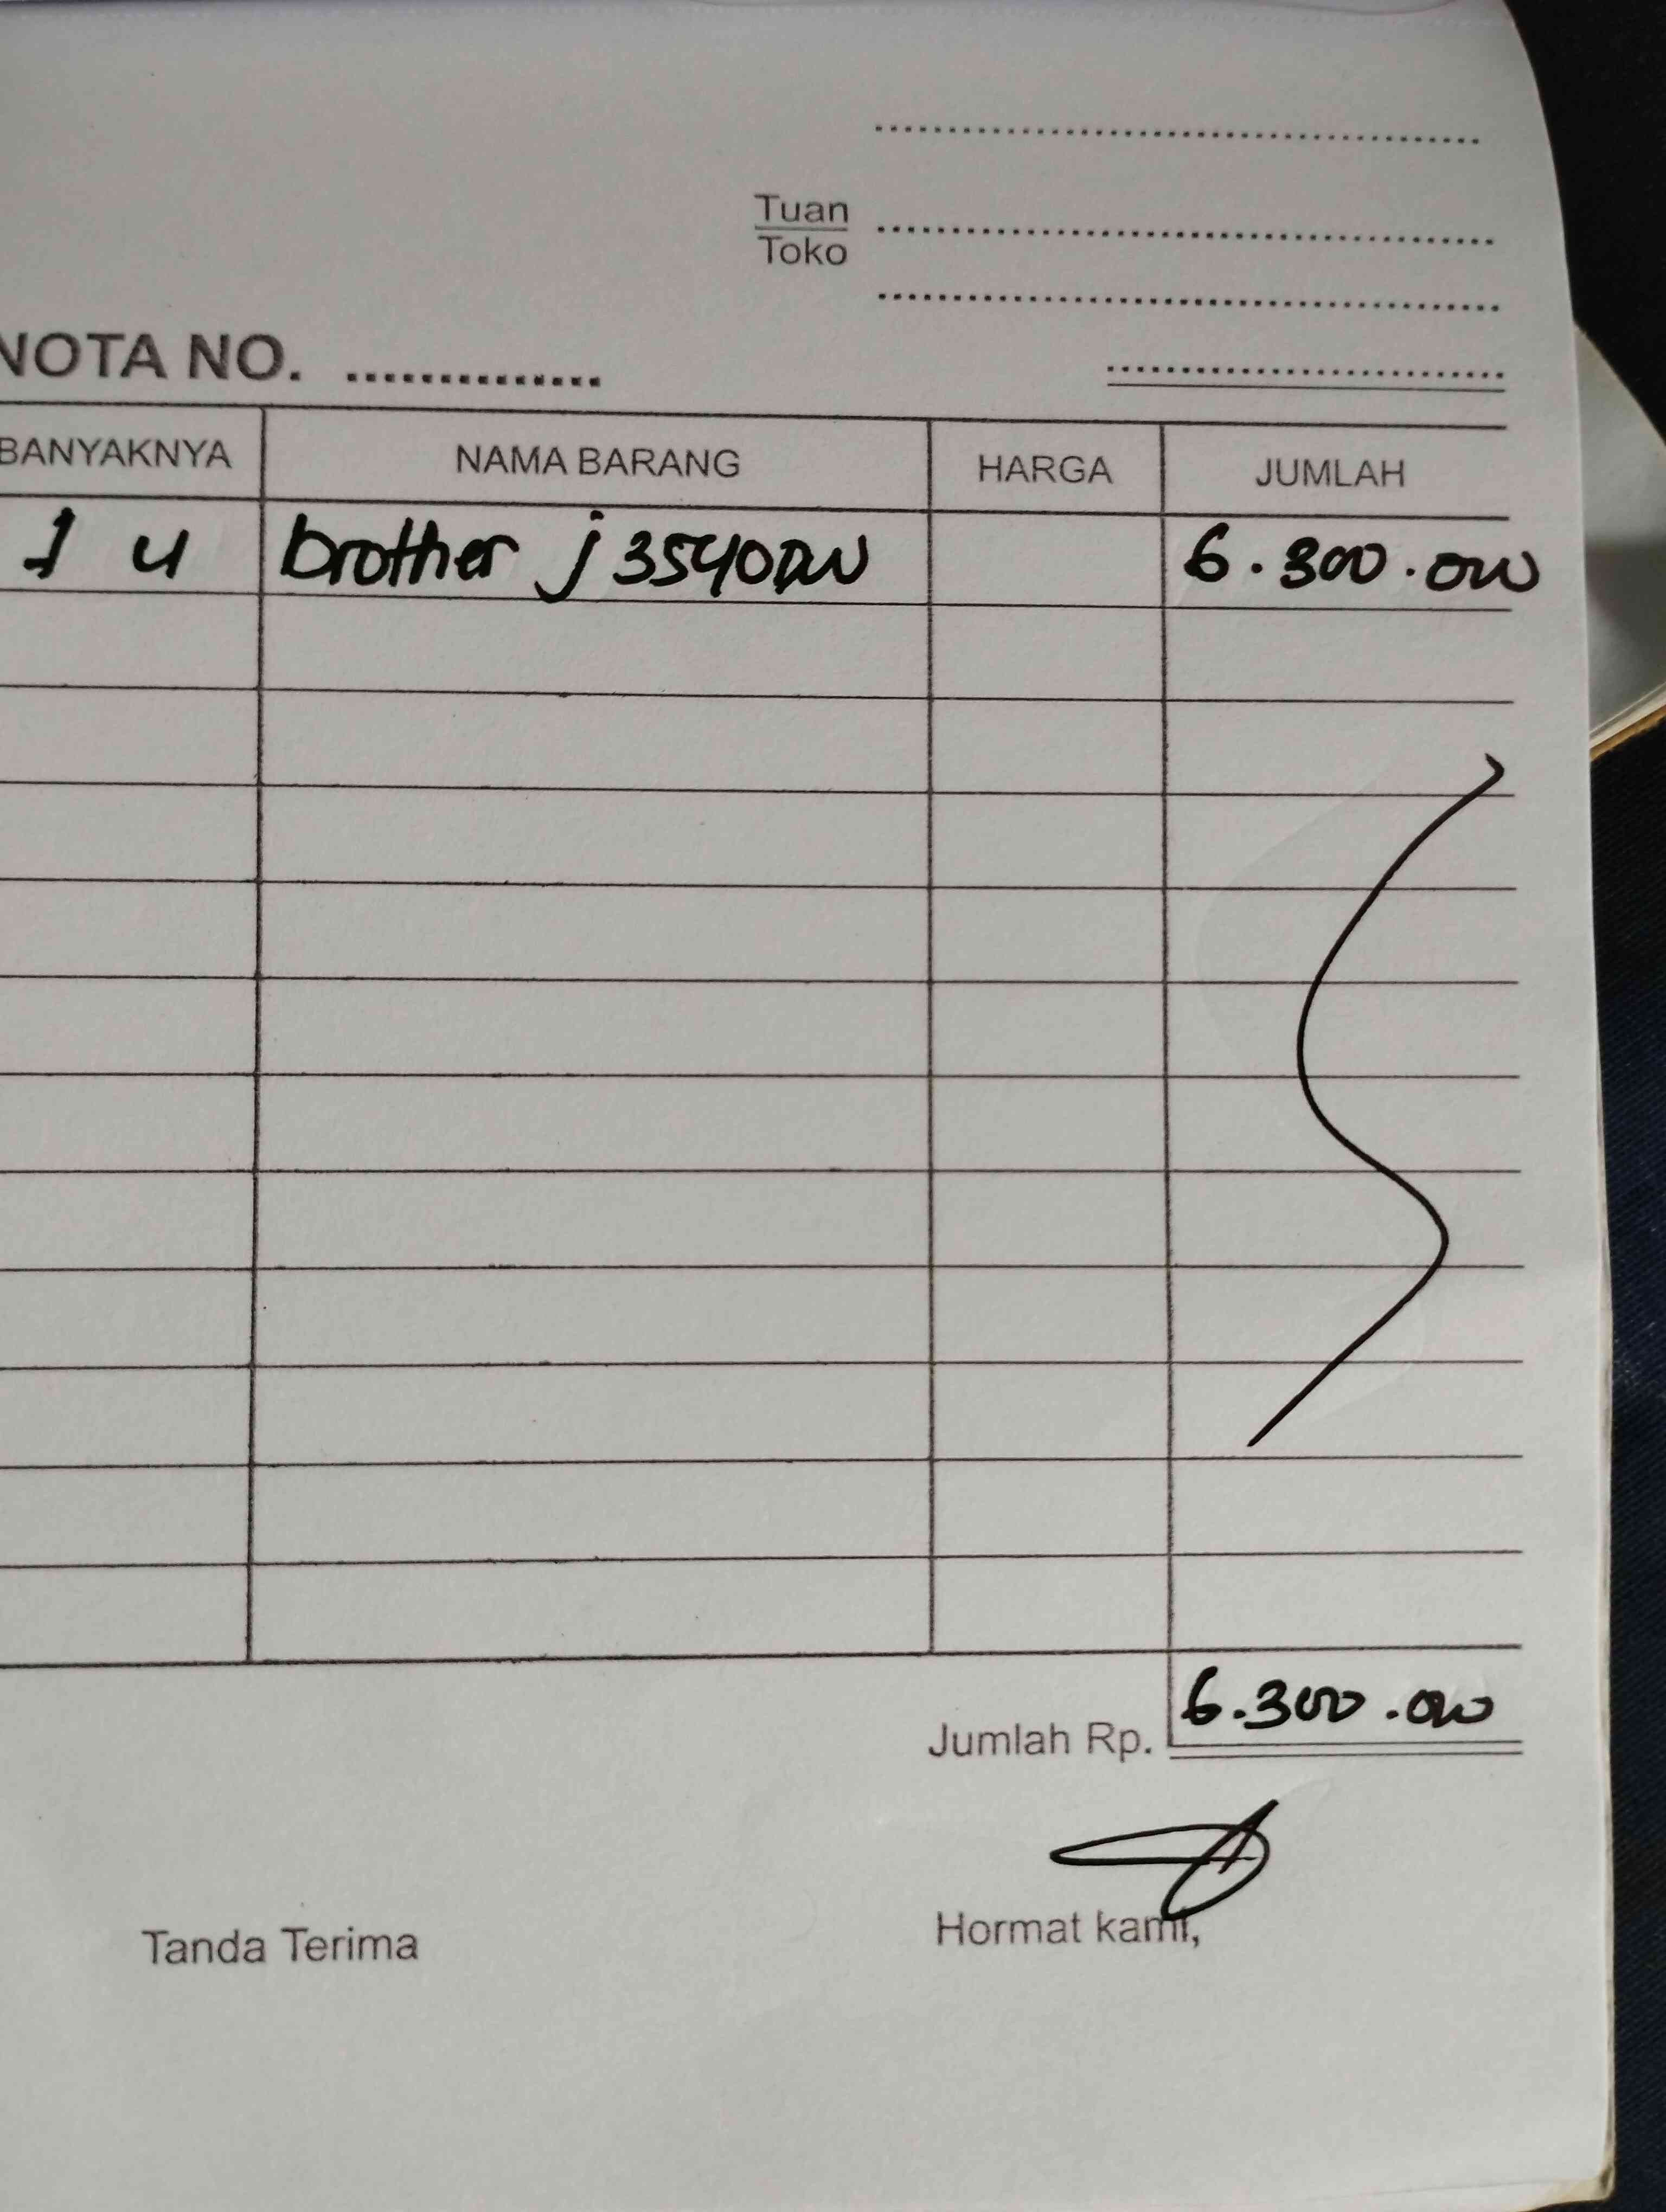 Tuan
Toko
NOTA NO.
BANYAKNYA NAMA BARANG HARGA JUMLAH
1 u brother j3540DW 6.300.000
Jumlah Rp. 6.300.000
Tanda Terima Hormat kami,